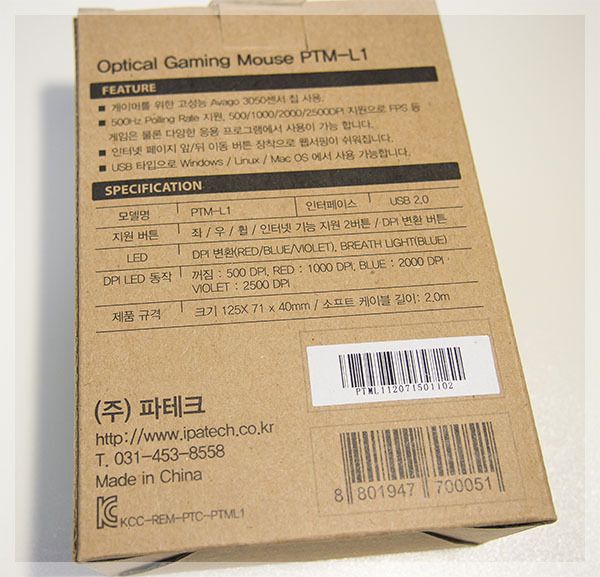 Optical Gaming Mouse PTM-L1
FEATURE
■ 게이머를 위한 고성능 Avago 3050센서 칩 사용.
■ 500Hz Polling Rate 지원, 500/1000/2000/2500DPI 지원으로 FPS 등
게임은 물론 다양한 응용 프로그램에서 사용이 가능 합니다.
■ 인터넷 페이지 앞/뒤 이동 버튼 장착으로 웹서핑이 쉬워집니다.
■ USB 타입으로 Windows / Linux / Mac OS 에서 사용 가능합니다.
SPECIFICATION
모델명 PTM-L1 인터페이스 USB 2.0
지원 버튼 좌 / 우 / 휠 / 인터넷 기능 지원 2버튼 / DPI 변환 버튼
LED DPI 변환(RED/BLUE/VIOLET), BREATH LIGHT(BLUE)
DPI LED 동작 꺼짐 : 500 DPI, RED : 1000 DPI, BLUE : 2000 DPI
VIOLET : 2500 DPI
제품 규격 크기 125X 71 x 40mm / 소프트 케이블 길이: 2.0m
PTML112071501102
(주) 파테크
http://www.ipatech.co.kr
T. 031-453-8558
Made in China
KCC-REM-PTC-PTML1
8 801947 700051